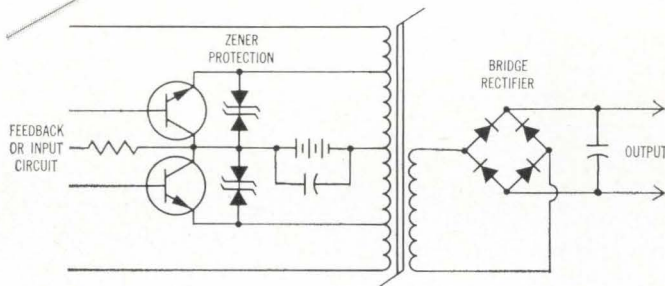 ZENER
PROTECTION
BRIDGE
RECTIFIER
FEEDBACK
OR INPUT
CIRCUIT
OUTPUT